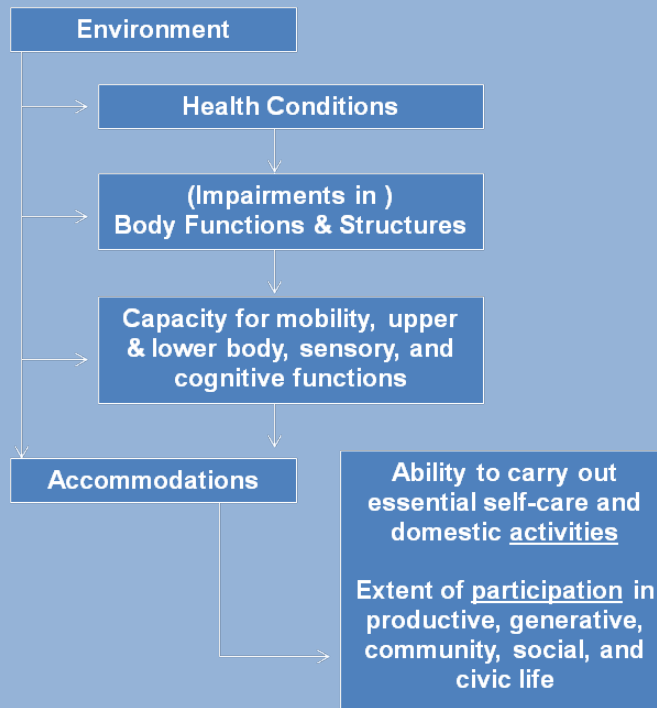 Environment
Health Conditions
(Impairments in )
Body Functions & Structures
Capacity for mobility, upper
& lower body, sensory, and
cognitive functions
Accommodations
Ability to carry out
essential self-care and
domestic activities
Extent of participation in
productive, generative,
community, social, and
civic life